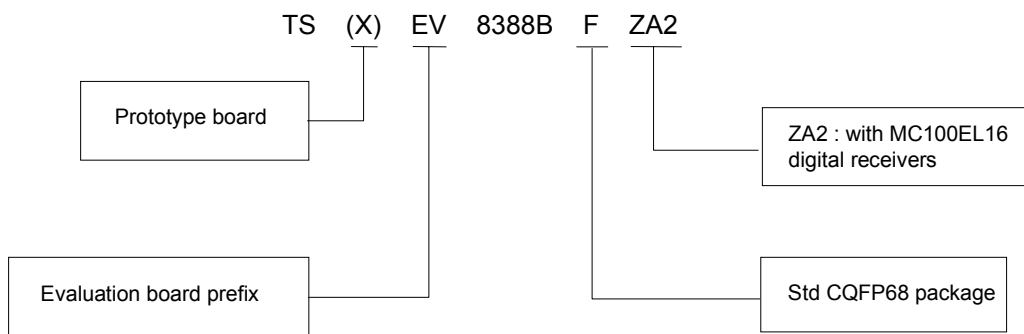 TS (X) EV 8388B F ZA2
Prototype board
ZA2 : with MC100EL16
digital receivers
Evaluation board prefix
Std CQFP68 package